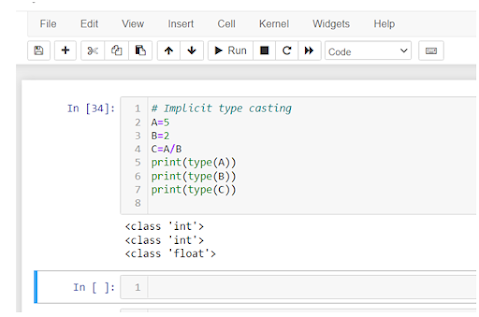 File Edit View Insert Cell Kernel Widgets Help
Run Code
In [34]:
1 # Implicit type casting
2 A=5
3 B=2
4 C=A/B
5 print(type(A))
6 print(type(B))
7 print(type(C))
8
<class 'int'>
<class 'int'>
<class 'float'>
In [ ]: 1